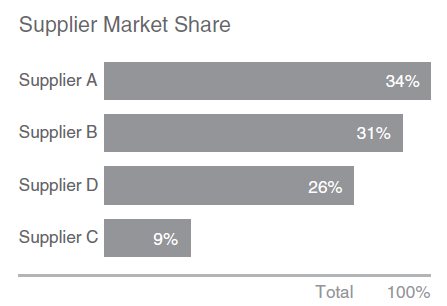 Supplier Market Share
Supplier A 34%
Supplier B 31%
Supplier D 26%
Supplier C 9%
Total 100%